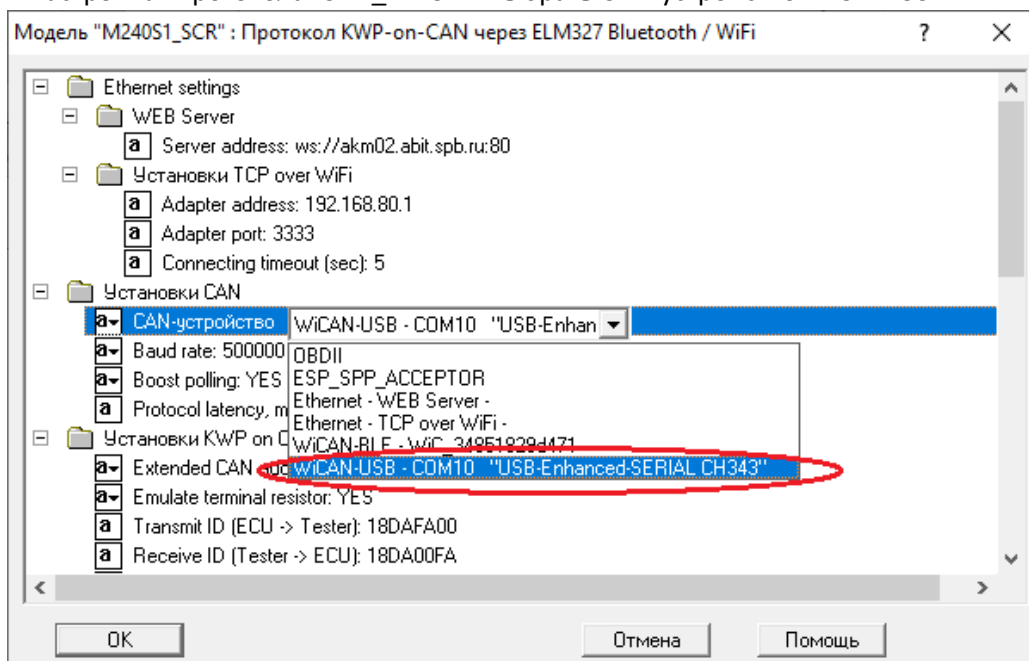 Модель "M240S1_SCR" : Протокол KWP-on-CAN через ELM327 Bluetooth / WiFi ? ×
Ethernet settings
WEB Server
a Server address: ws://akm02.abit.spb.ru:80
Установки TCP over WiFi
a Adapter address: 192.168.80.1
a Adapter port: 3333
a Connecting timeout (sec): 5
Установки CAN
a CAN-устройство WiCAN-USB - COM10 "USB-Enhan
a Baud rate: 500000
OBDII
a Boost polling: YES
ESP_SPP_ACCEPTOR
Ethernet - WEB Server -
a Protocol latency, m
Ethernet - TCP over WiFi -
Установки KWP on
WiCAN-BLE - WiC_34851829d471
a Extended CAN
WiCAN-USB - COM10 "USB-Enhanced-SERIAL CH343"
a Emulate terminal resistor: YES
a Transmit ID (ECU -> Tester): 18DAFA00
a Receive ID (Tester -> ECU): 18DA00FA
OK Отмена Помощь